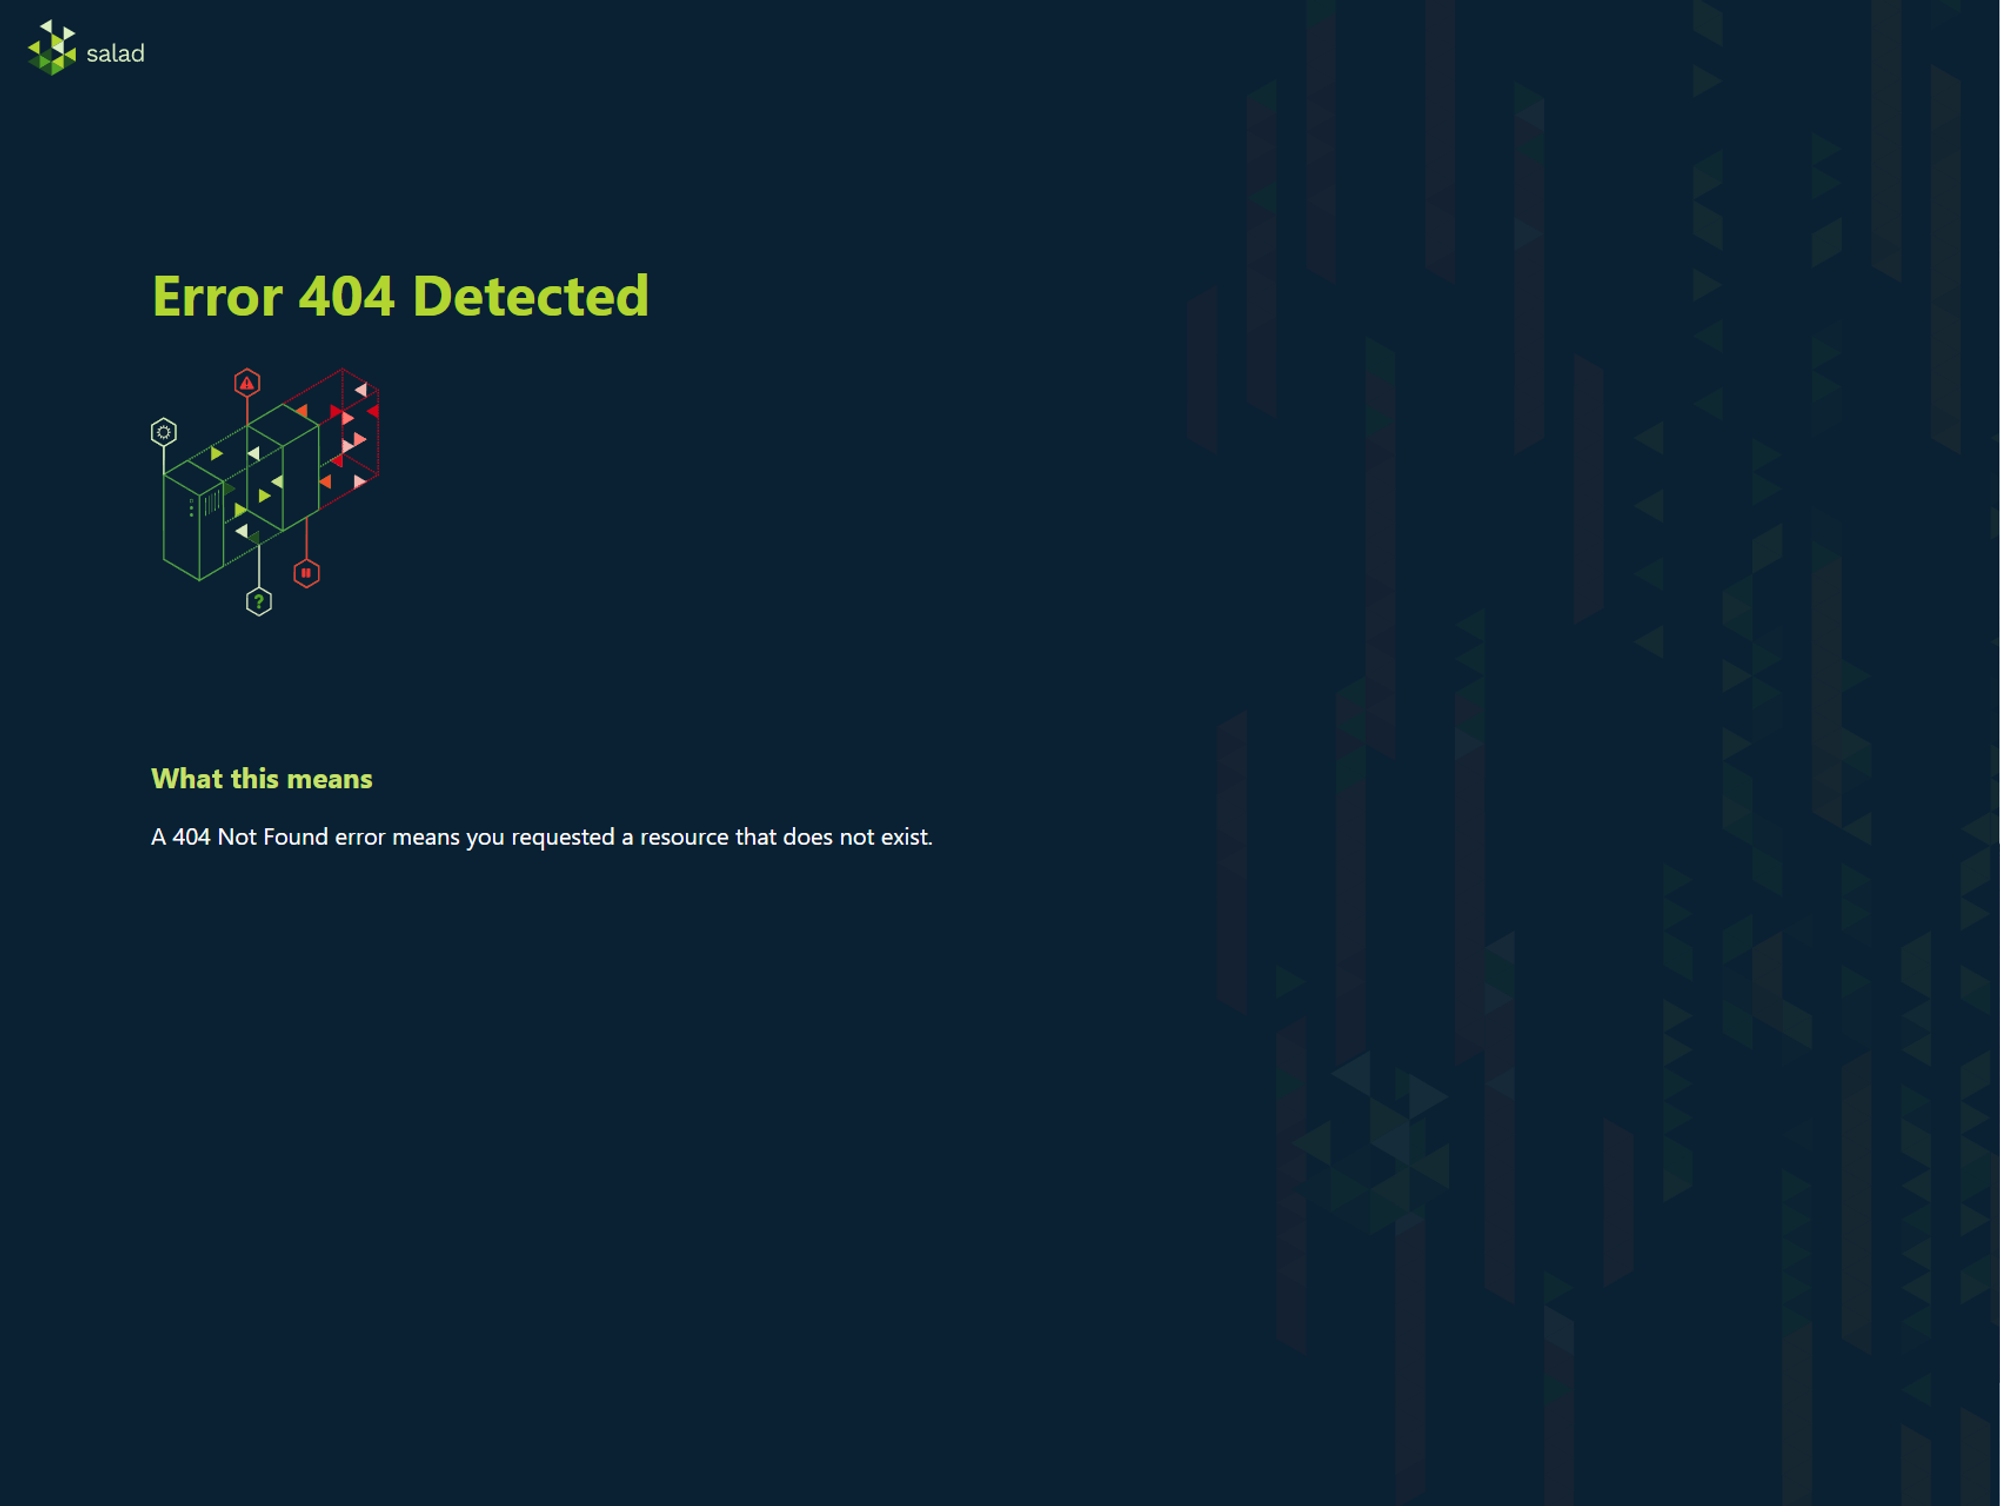 salad
Error 404 Detected
?
What this means
A 404 Not Found error means you requested a resource that does not exist.